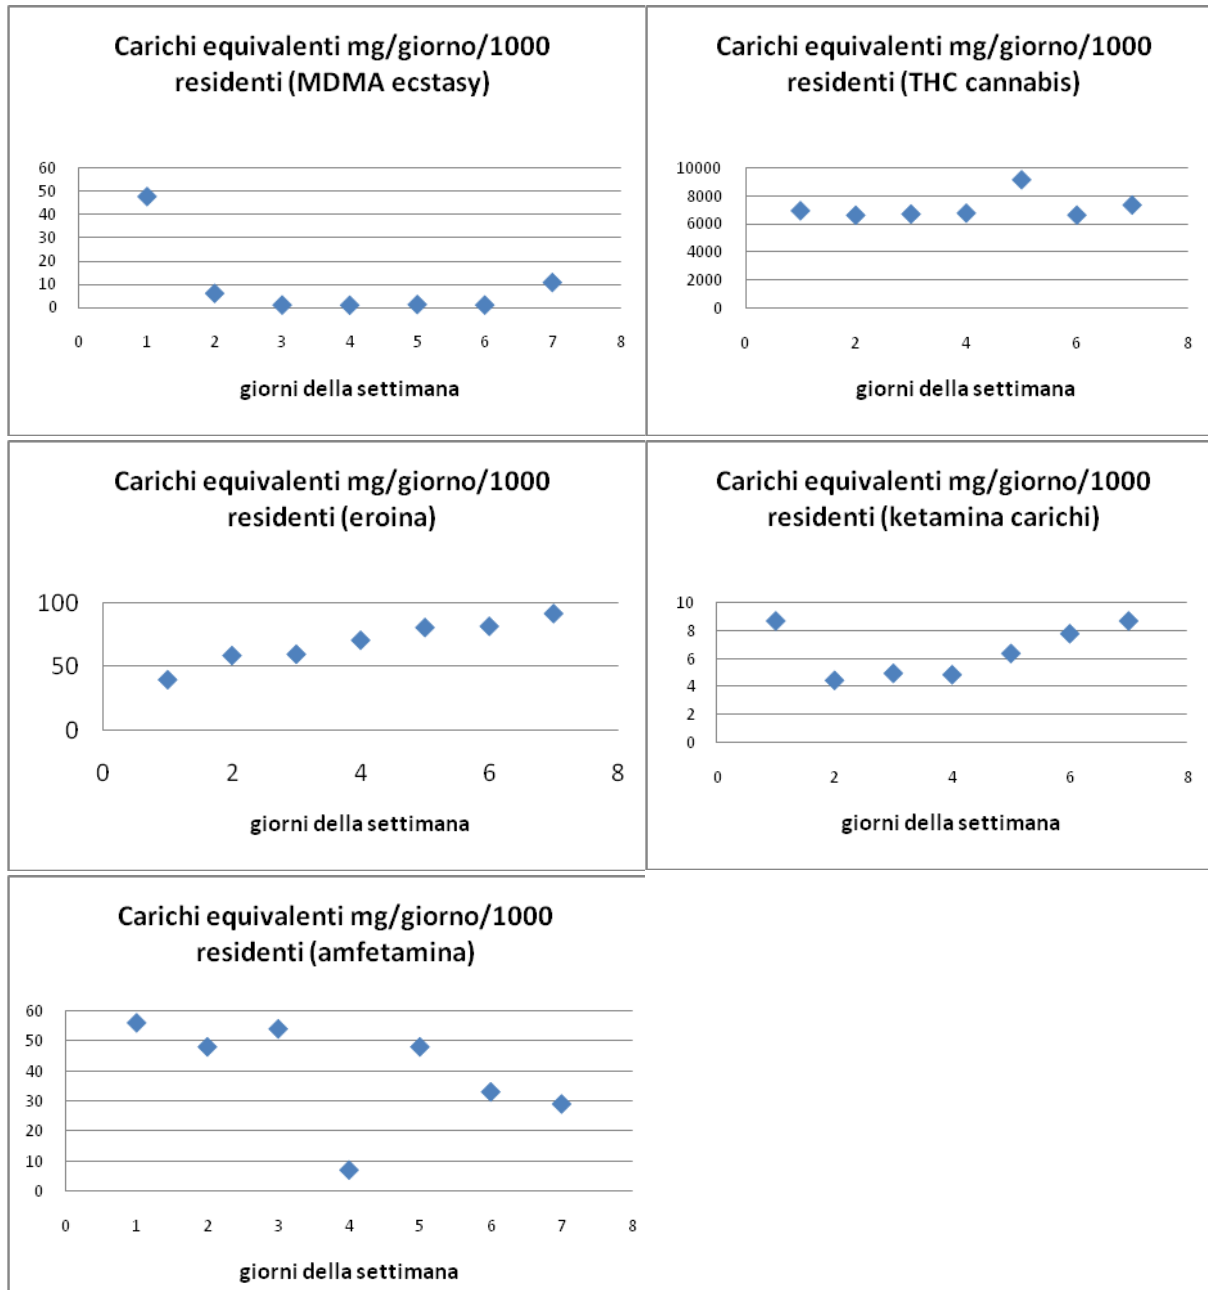 Carichi equivalenti mg/giorno/1000
residenti (MDMA ecstasy)
60
50
40
30
20
10
0
0 1 2 3 4 5 6 7 8
giorni della settimana
Carichi equivalenti mg/giorno/1000
residenti (THC cannabis)
10000
8000
6000
4000
2000
0
0 2 4 6 8
giorni della settimana
Carichi equivalenti mg/giorno/1000
residenti (eroina)
100
50
0
0 2 4 6 8
giorni della settimana
Carichi equivalenti mg/giorno/1000
residenti (ketamina carichi)
10
8
6
4
2
0
0 2 4 6 8
giorni della settimana
Carichi equivalenti mg/giorno/1000
residenti (amfetamina)
60
50
40
30
20
10
0
0 1 2 3 4 5 6 7 8
giorni della settimana